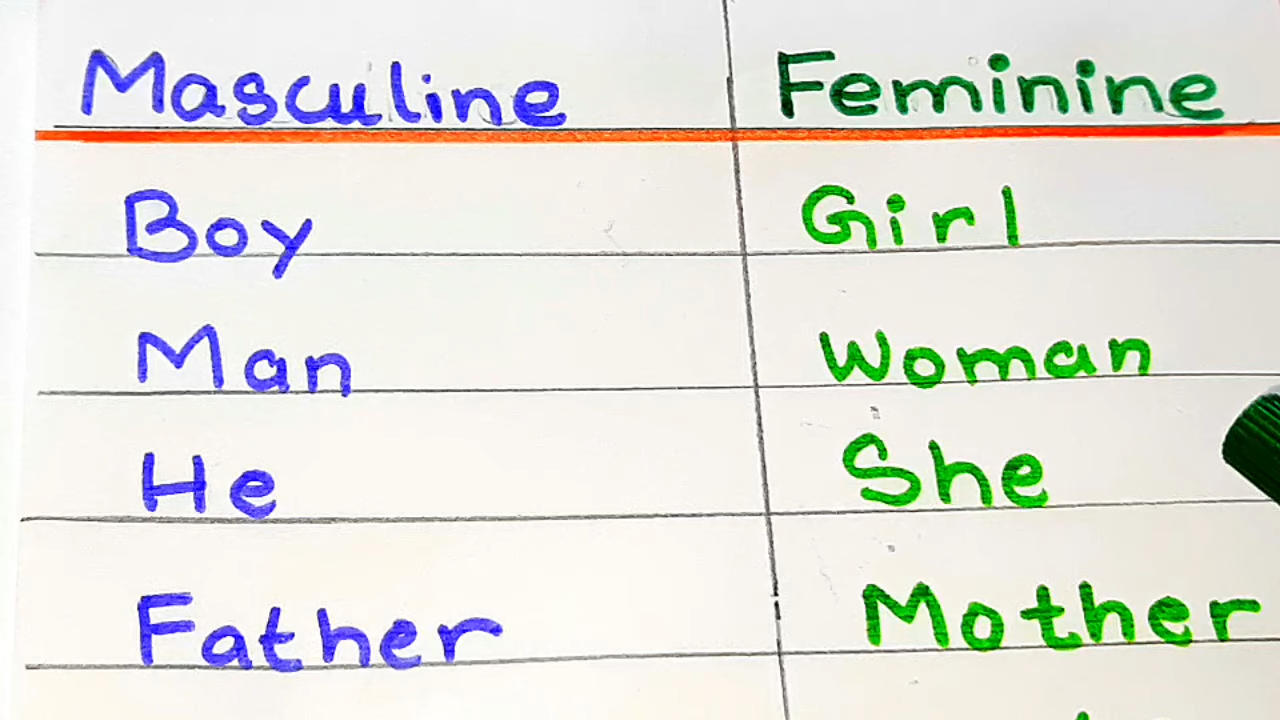 Masculine Feminine
Boy Girl
Man Woman
He She
Father Mother